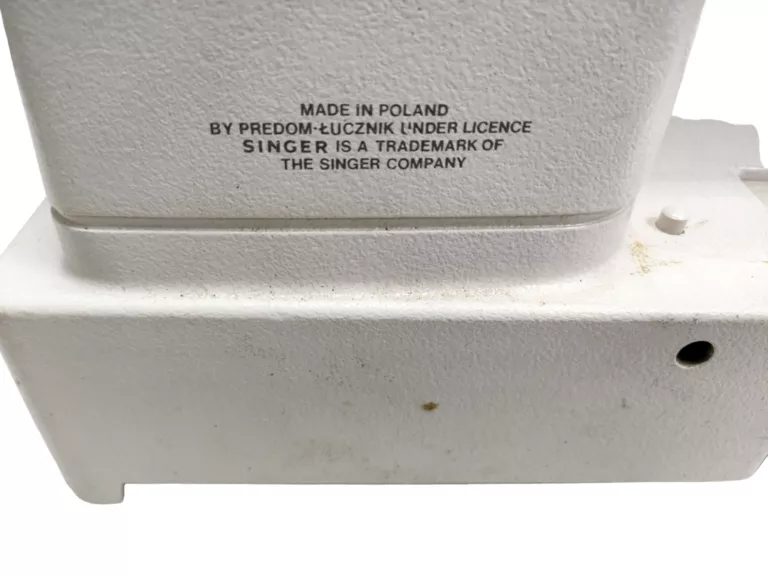 MADE IN POLAND
BY PREDOM-ŁUCZNIK UNDER LICENCE
SINGER IS A TRADEMARK OF
THE SINGER COMPANY